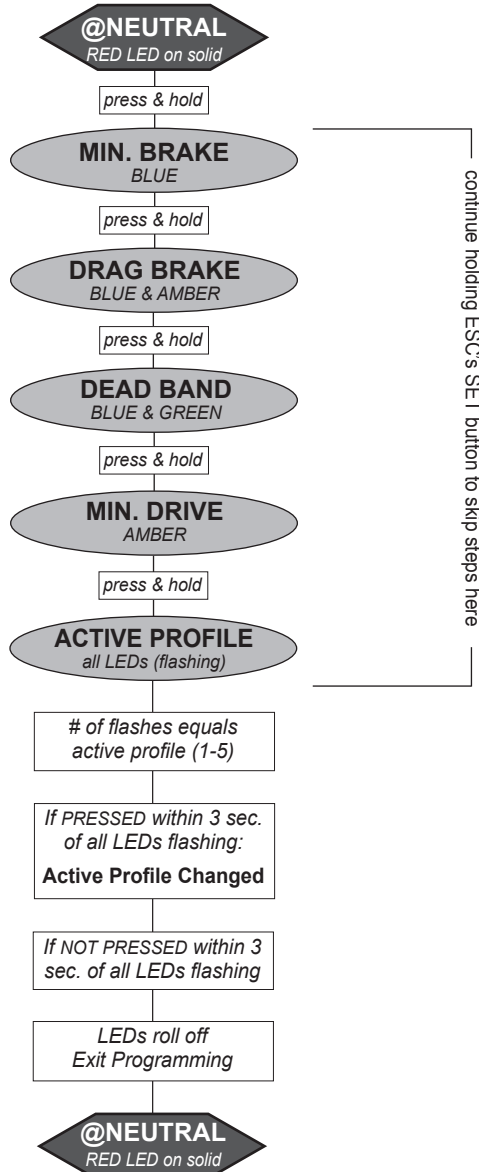 @NEUTRAL
RED LED on solid
press & hold
MIN. BRAKE
BLUE
press & hold
DRAG BRAKE
BLUE & AMBER
press & hold
DEAD BAND
BLUE & GREEN
press & hold
MIN. DRIVE
AMBER
press & hold
ACTIVE PROFILE
all LEDs (flashing)
continue holding ESC's SET button to skip steps here
# of flashes equals
active profile (1-5)
If PRESSED within 3 sec.
of all LEDs flashing:
Active Profile Changed
If NOT PRESSED within 3
sec. of all LEDs flashing
LEDs roll off
Exit Programming
@NEUTRAL
RED LED on solid